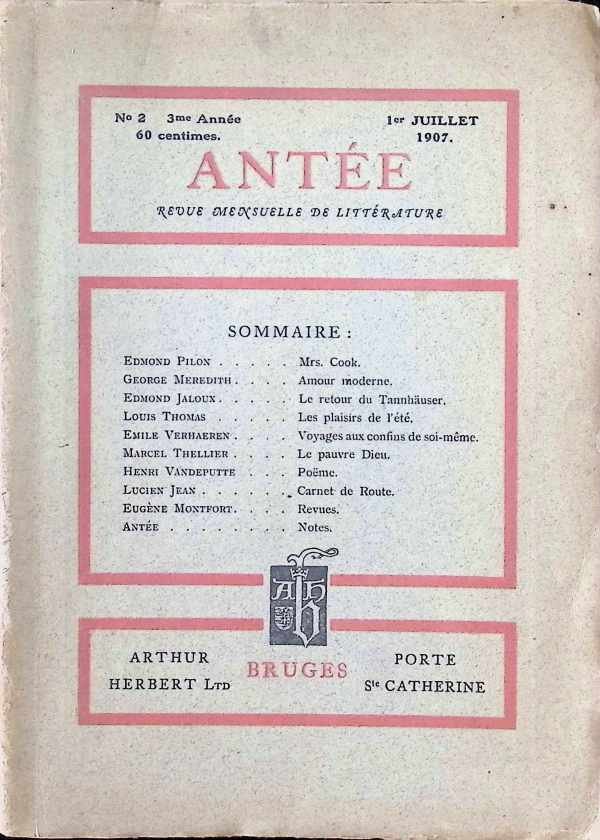 No 2 3me Année 1er JUILLET
60 centimes. 1907.
ANTÉE
REVUE MENSUELLE DE LITTÉRATURE
SOMMAIRE :
EDMOND PILON . . . . . Mrs. Cook.
GEORGE MEREDITH . . . . Amour moderne.
EDMOND JALOUX . . . . . Le retour du Tannhäuser.
LOUIS THOMAS . . . . . Les plaisirs de l'été.
EMILE VERHAEREN . . . . Voyages aux confins de soi-même.
MARCEL THELLIER . . . . Le pauvre Dieu.
HENRI VANDEPUTTE . . . Poëme.
LUCIEN JEAN . . . . . . Carnet de Route.
EUGÈNE MONTFORT . . . . Revues.
ANTÉE . . . . . . . . Notes.
A H
ARTHUR BRUGES PORTE
HERBERT LTD Ste CATHERINE